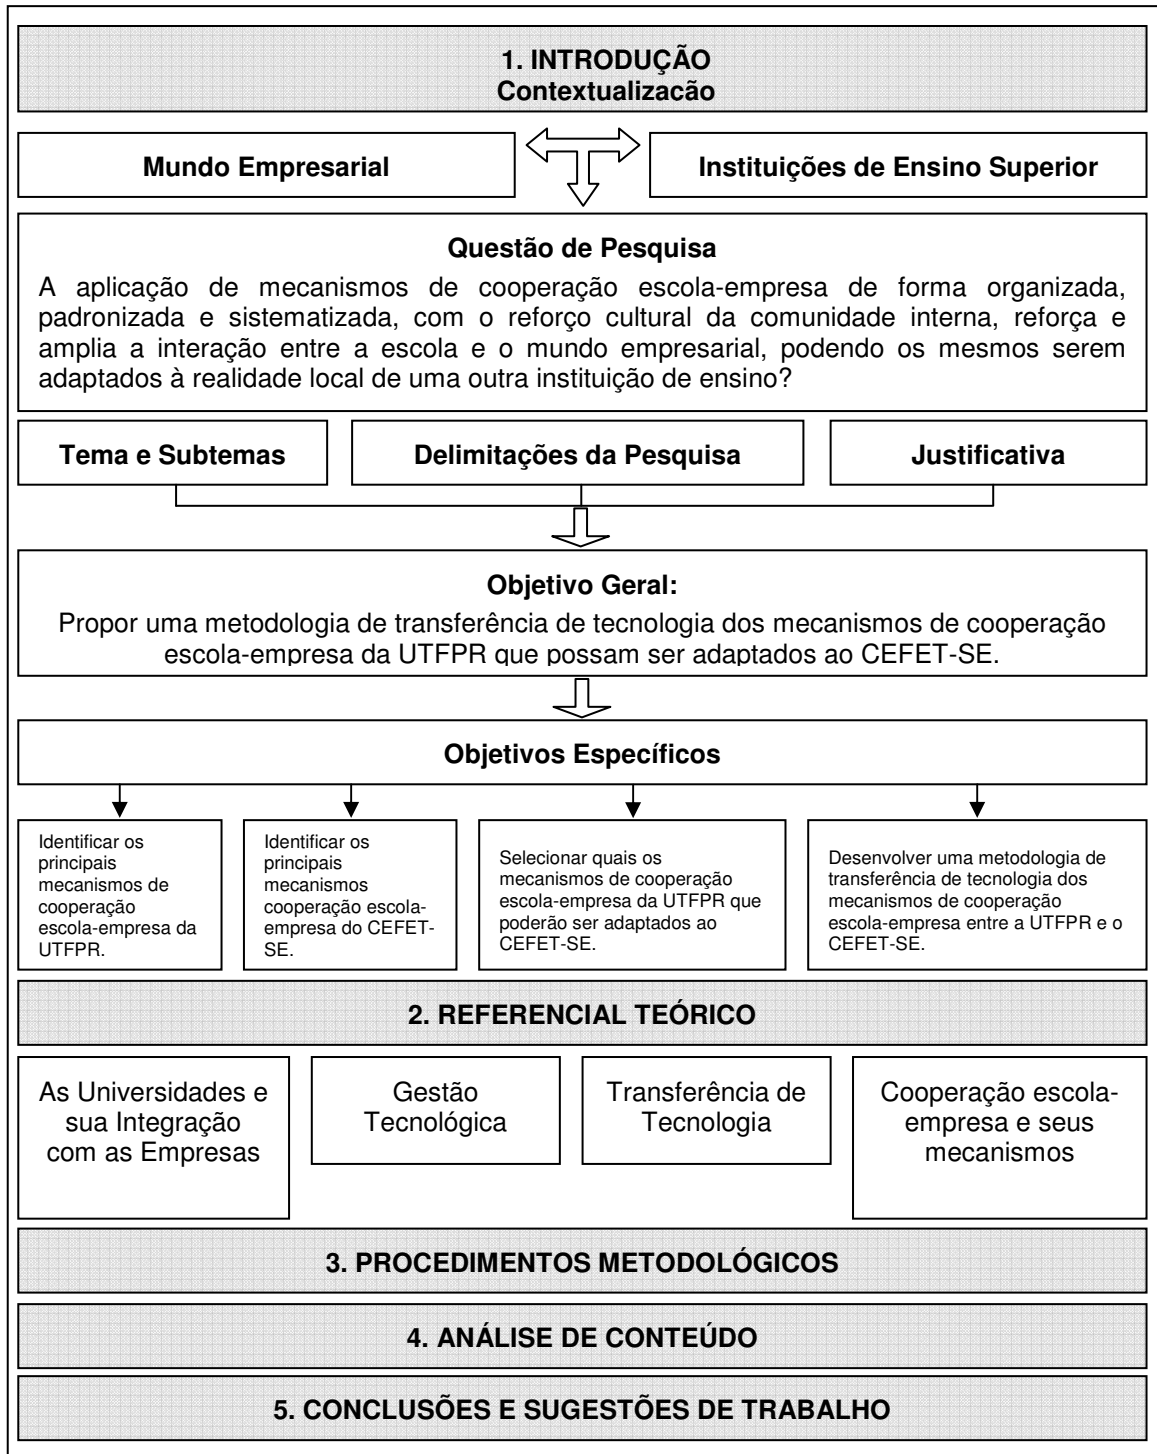 1. INTRODUÇÃO
Contextualizacão
Mundo Empresarial
Instituições de Ensino Superior
Questão de Pesquisa
A aplicação de mecanismos de cooperação escola-empresa de forma organizada,
padronizada e sistematizada, com o reforço cultural da comunidade interna, reforça e
amplia a interação entre a escola e o mundo empresarial, podendo os mesmos serem
adaptados à realidade local de uma outra instituição de ensino?
Tema e Subtemas
Delimitações da Pesquisa
Justificativa
Objetivo Geral:
Propor uma metodologia de transferência de tecnologia dos mecanismos de cooperação
escola-empresa da UTFPR que possam ser adaptados ao CEFET-SE.
Objetivos Específicos
Identificar os
principais
mecanismos de
cooperação
escola-empresa da
UTFPR.
Identificar os
principais
mecanismos
cooperação escola-
empresa do CEFET-
SE.
Selecionar quais os
mecanismos de cooperação
escola-empresa da UTFPR que
poderão ser adaptados ao
CEFET-SE.
Desenvolver uma metodologia de
transferência de tecnologia dos
mecanismos de cooperação
escola-empresa entre a UTFPR e o
CEFET-SE.
2. REFERENCIAL TEÓRICO
As Universidades e
sua Integração
com as Empresas
Gestão
Tecnológica
Transferência de
Tecnologia
Cooperação escola-
empresa e seus
mecanismos
3. PROCEDIMENTOS METODOLÓGICOS
4. ANÁLISE DE CONTEÚDO
5. CONCLUSÕES E SUGESTÕES DE TRABALHO